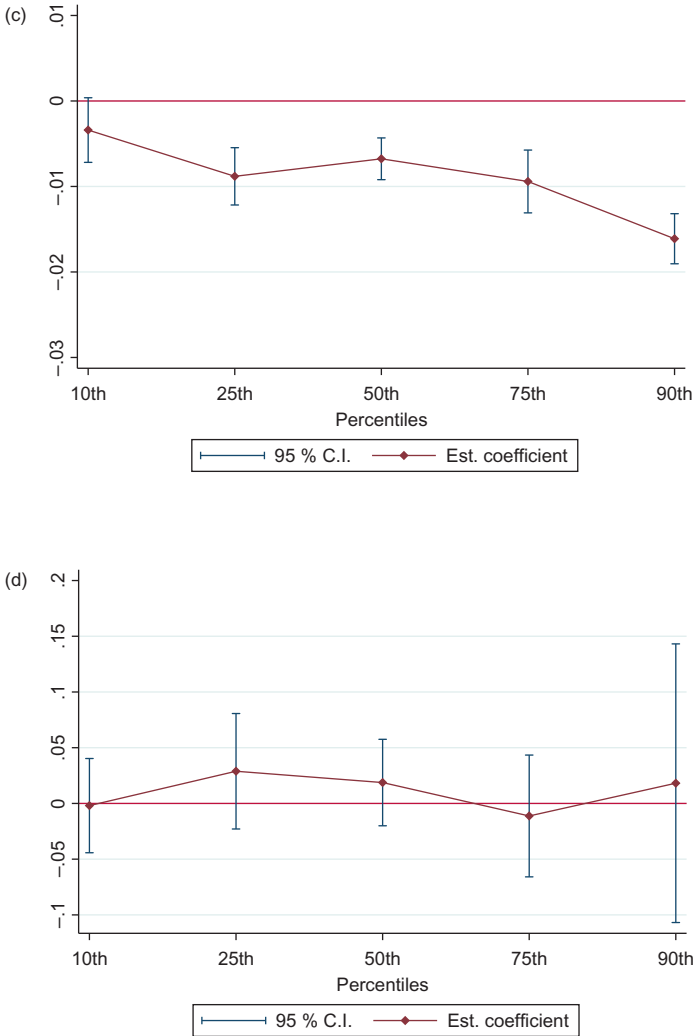 (c)
.01
0
–.01
–.02
–.03
10th 25th 50th 75th 90th
Percentiles
95 % C.I. Est. coefficient
(d)
.2
.15
.1
.05
0
–.05
–.1
10th 25th 50th 75th 90th
Percentiles
95 % C.I. Est. coefficient